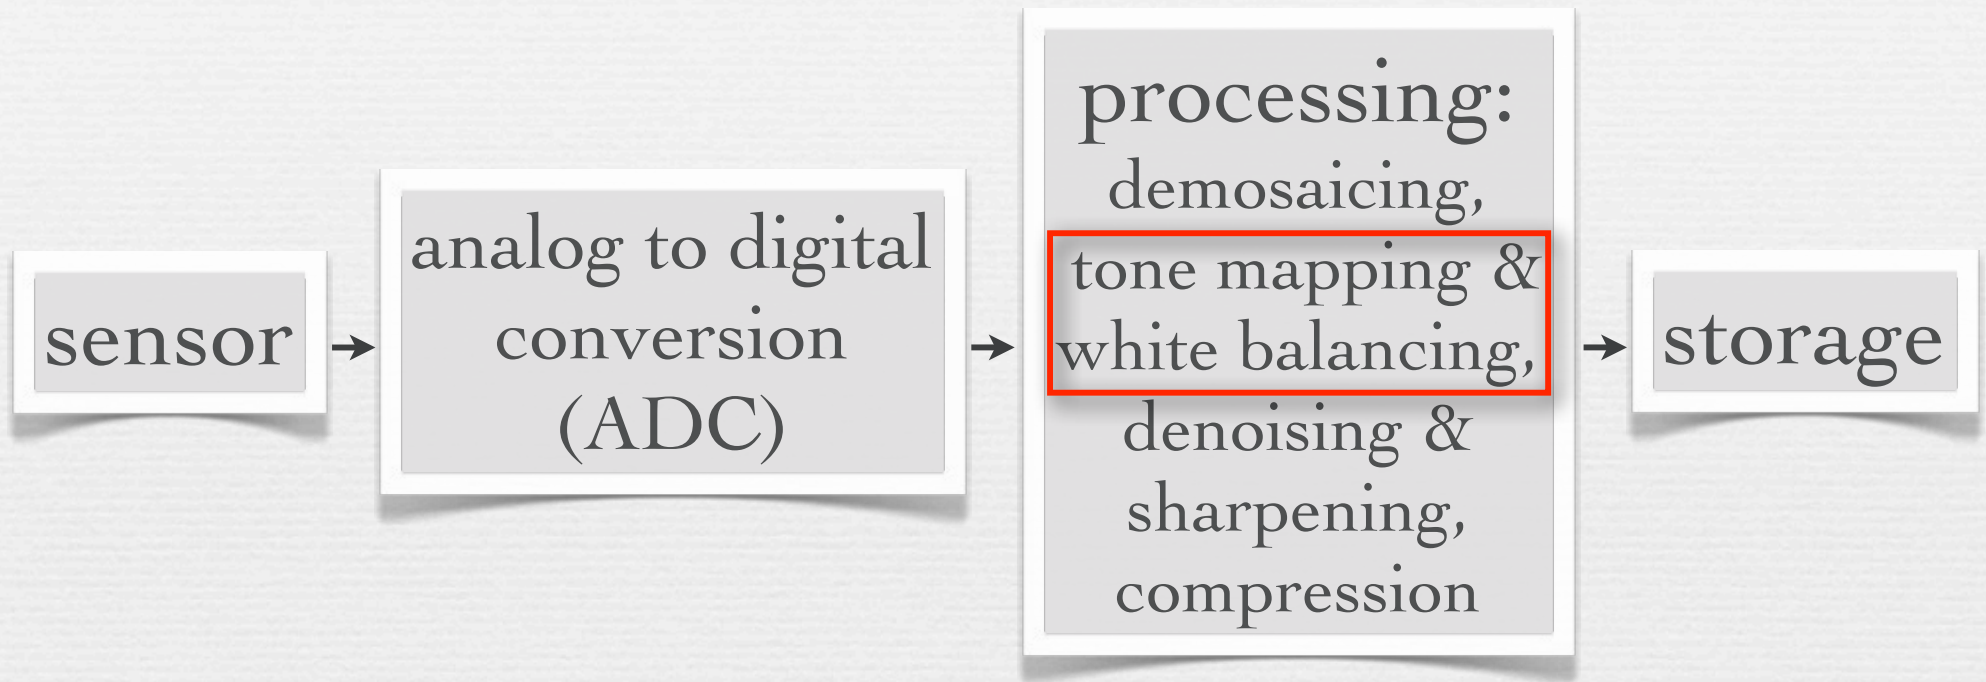 sensor
analog to digital
conversion
(ADC)
processing:
demosaicing,
tone mapping &
white balancing,
denoising &
sharpening,
compression
storage